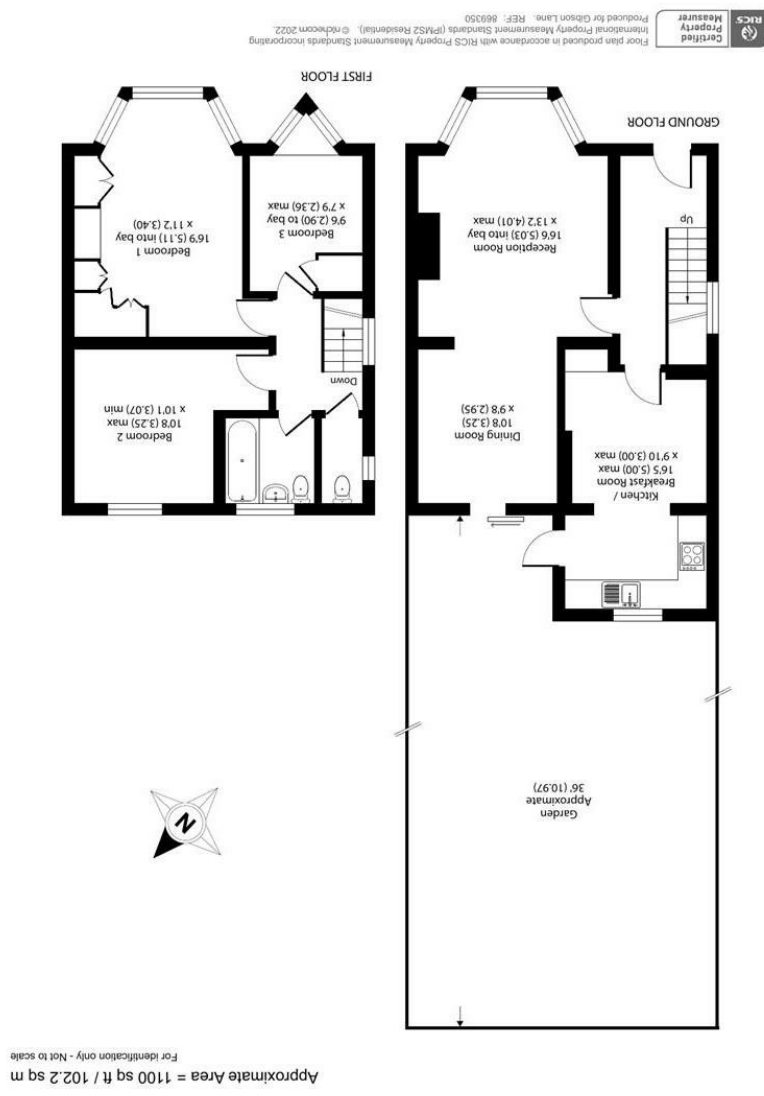 Approximate Area = 1100 sq ft / 102.2 sq m
For identification only - Not to scale
N
Garden
Approximate
36' (10.97)
Kitchen /
Breakfast Room
16'5 (5.00) max
x 9'10 (3.00) max
Dining Room
10'8 (3.25)
x 9'8 (2.95)
Up
Reception Room
16'6 (5.03) into bay
x 13'2 (4.01) max
GROUND FLOOR
Bedroom 2
10'8 (3.25) max
x 10'1 (3.07) min
Down
Bedroom 3
9'6 (2.90) to bay
x 7'9 (2.36) max
Bedroom 1
16'9 (5.11) into bay
x 11'2 (3.40)
FIRST FLOOR
RICS
Certified
Property
Measurer
Floor plan produced in accordance with RICS Property Measurement Standards incorporating
International Property Measurement Standards (IPMS2 Residential). © nichecom 2022.
Produced for Gibson Lane. REF: 869350